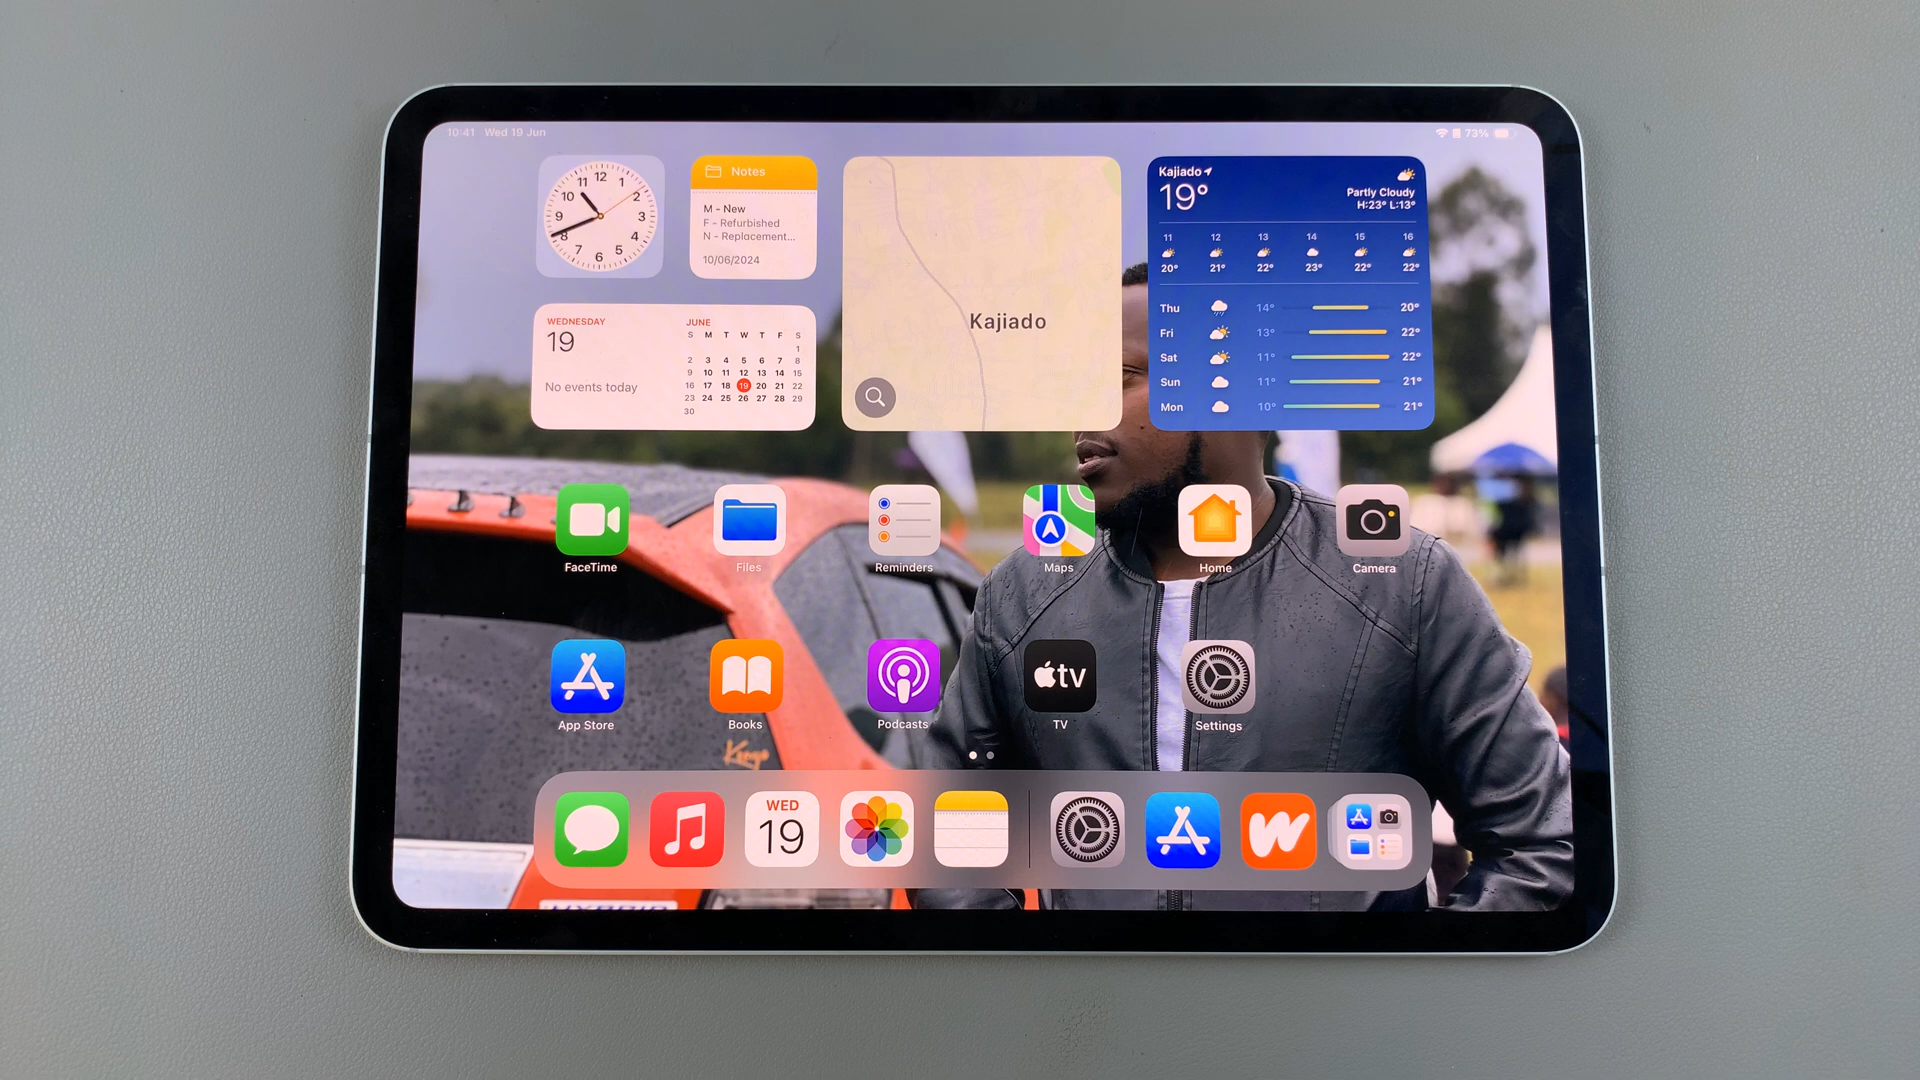 10:41 Wed 19 Jun
73%
12
11 1
10 2
9 3
8 4
7 5
6
Notes
M - New
F - Refurbished
N - Replacement...
10/06/2024
Kajiado
Kajiado
19°
Partly Cloudy
H:23° L:13°
11 12 13 14 15 16
20° 21° 22° 23° 22° 22°
Thu 14° 20°
Fri 13° 22°
Sat 11° 22°
Sun 11° 21°
Mon 10° 21°
WEDNESDAY
19
No events today
JUNE
S M T W T F S
1
2 3 4 5 6 7 8
9 10 11 12 13 14 15
16 17 18 19 20 21 22
23 24 25 26 27 28 29
30
FaceTime
Files
Reminders
Maps
Home
Camera
tv
App Store
Books
Podcasts
TV
Settings
WED
19
HYBRID